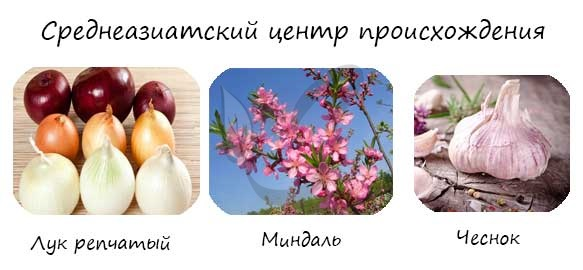 Среднеазиатский центр происхождения
Лук репчатый
Миндаль
Чеснок